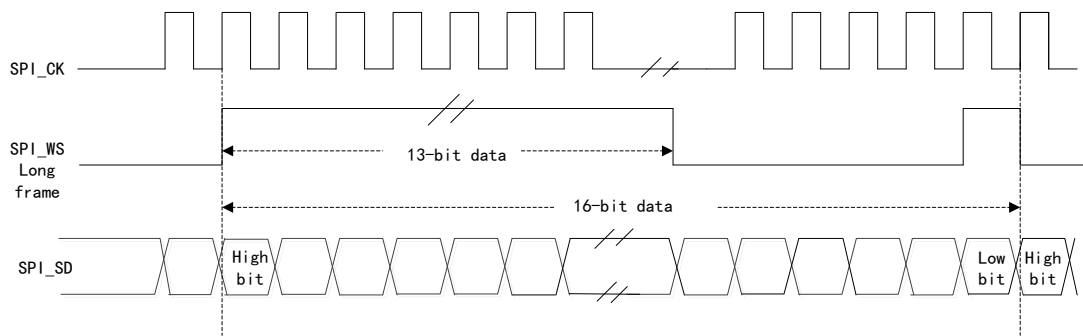 SPI_CK
SPI_WS
Long
frame
13-bit data
16-bit data
SPI_SD
High
bit
Low
bit
High
bit